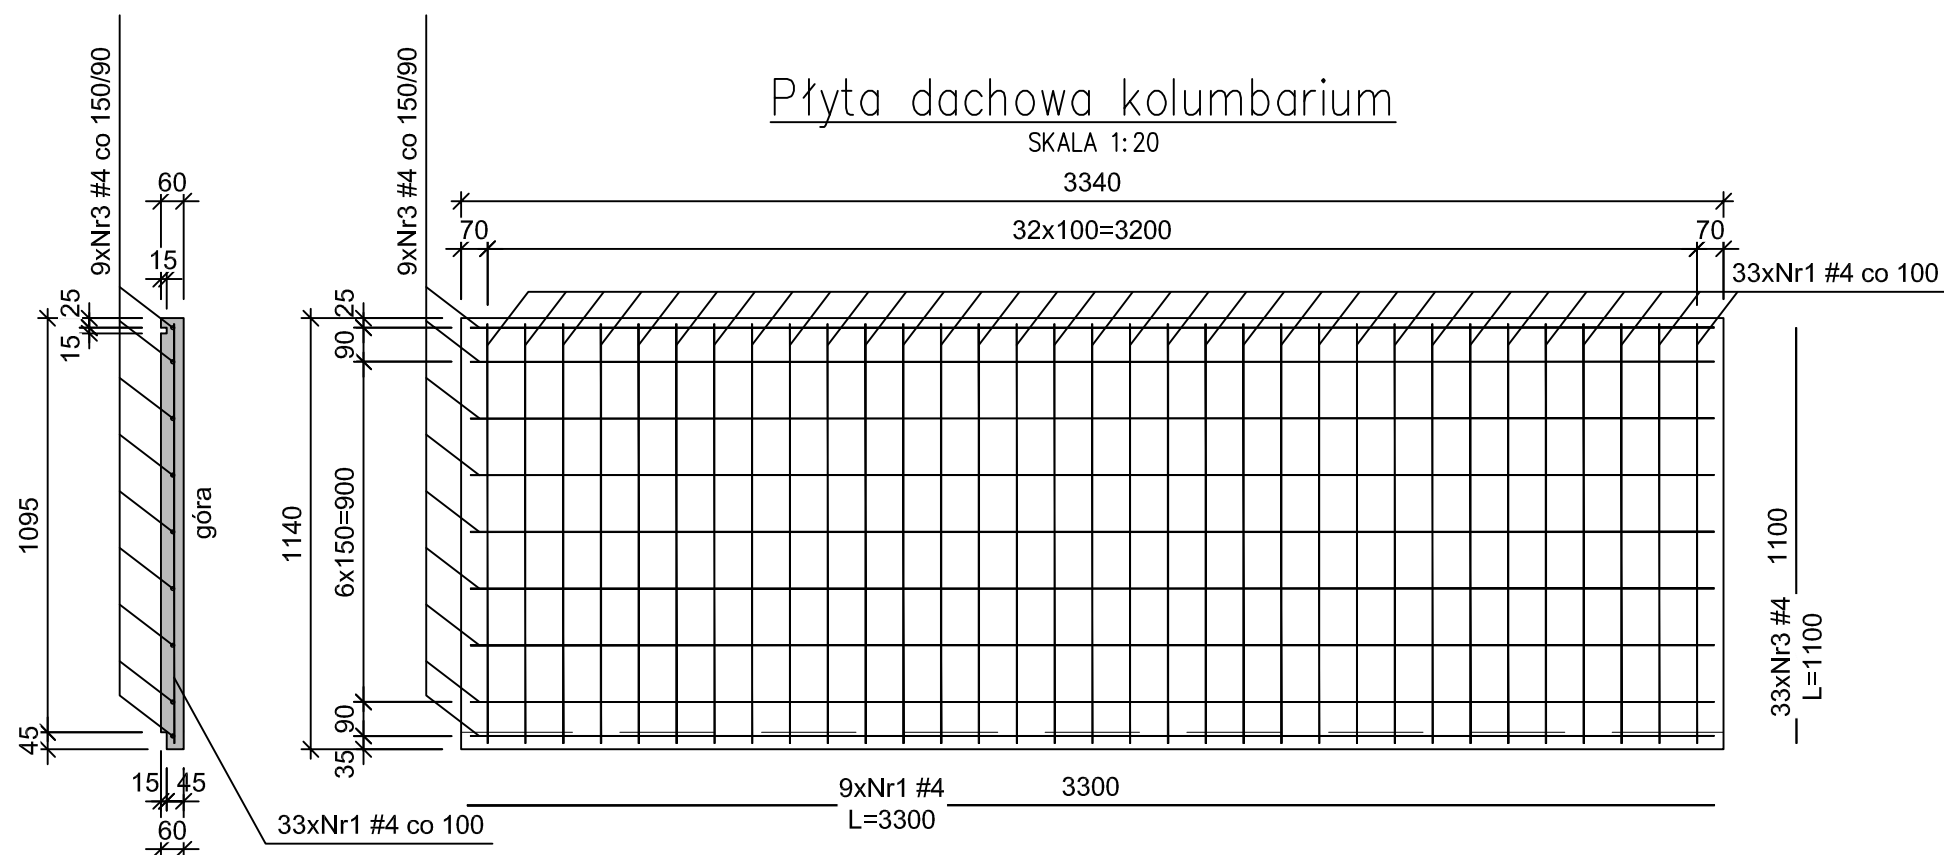 Płyta dachowa kolumbarium
SKALA 1:20
9xNr3 #4 co 150/90
60
15
25
15
1095
45
góra
15
45
60
33xNr1 #4 co 100
9xNr3 #4 co 150/90
3340
70
32x100=3200
70
33xNr1 #4 co 100
25
90
6x150=900
1140
90
35
9xNr1 #4
3300
L=3300
33xNr3 #4
1100
L=1100